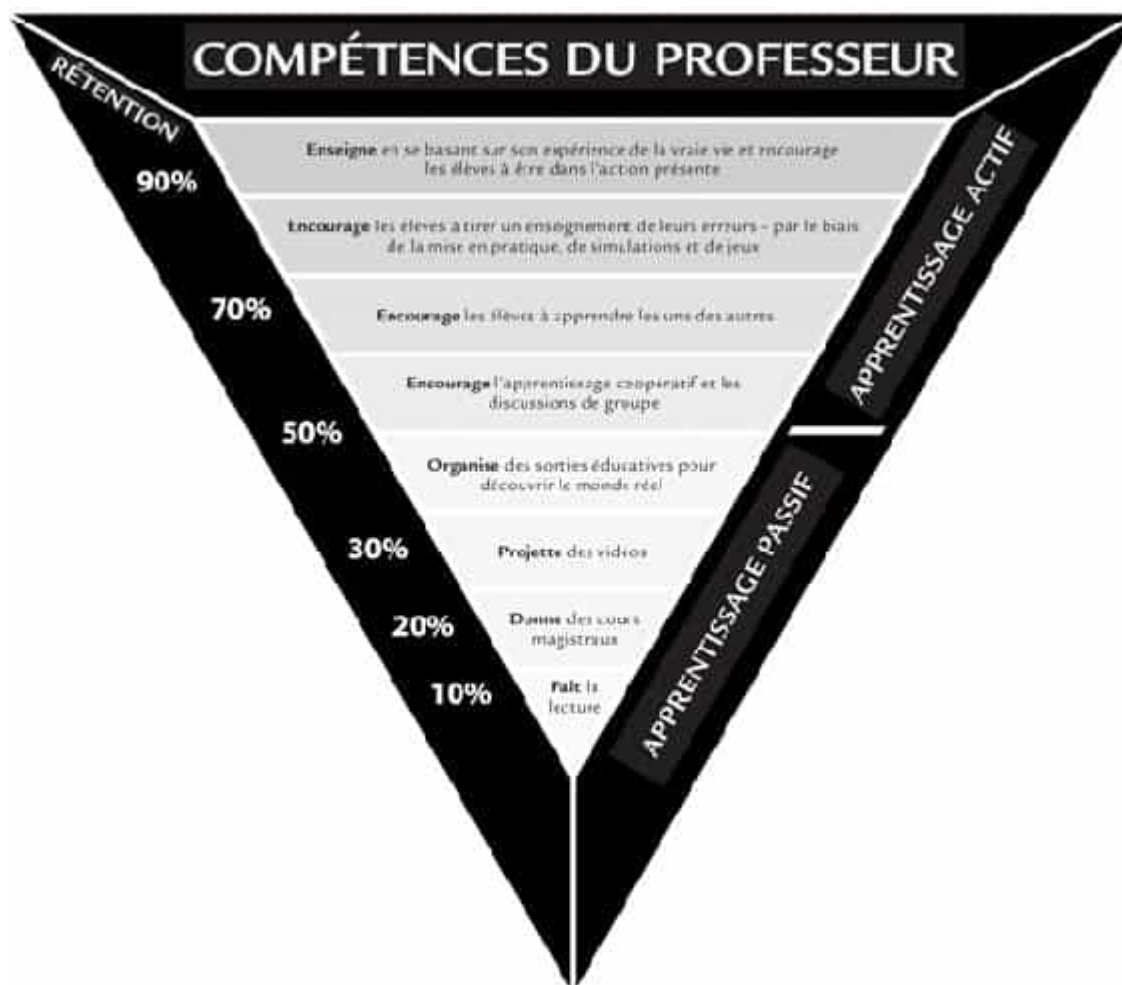 COMPÉTENCES DU PROFESSEUR
RÉTENTION
90%
Enseigne en se basant sur son expérience de la vraie vie et encourage
les élèves à être dans l'action présente
Encourage les élèves à tirer un enseignement de leurs erreurs – par le biais
de la mise en pratique, de simulations et de jeux
70%
Encourage les élèves à apprendre les uns des autres
Encourage l'apprentissage coopératif et les
discussions de groupe
50%
Organise des sorties éducatives pour
découvrir le monde réel
30%
Projette des vidéos
20%
Donne des cours
magistraux
10%
Fait la
lecture
APPRENTISSAGE ACTIF
APPRENTISSAGE PASSIF